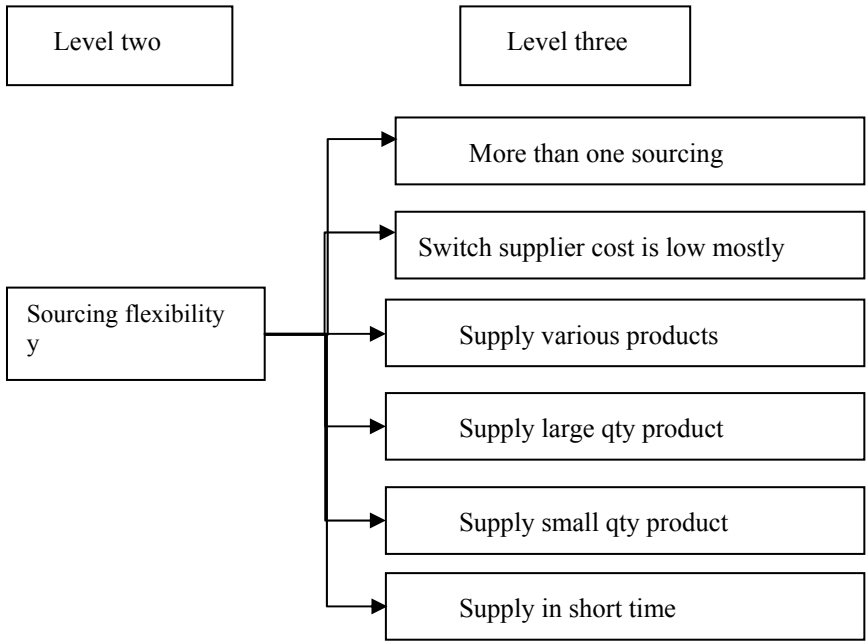 Level two
Level three
More than one sourcing
Switch supplier cost is low mostly
Sourcing flexibility
y
Supply various products
Supply large qty product
Supply small qty product
Supply in short time